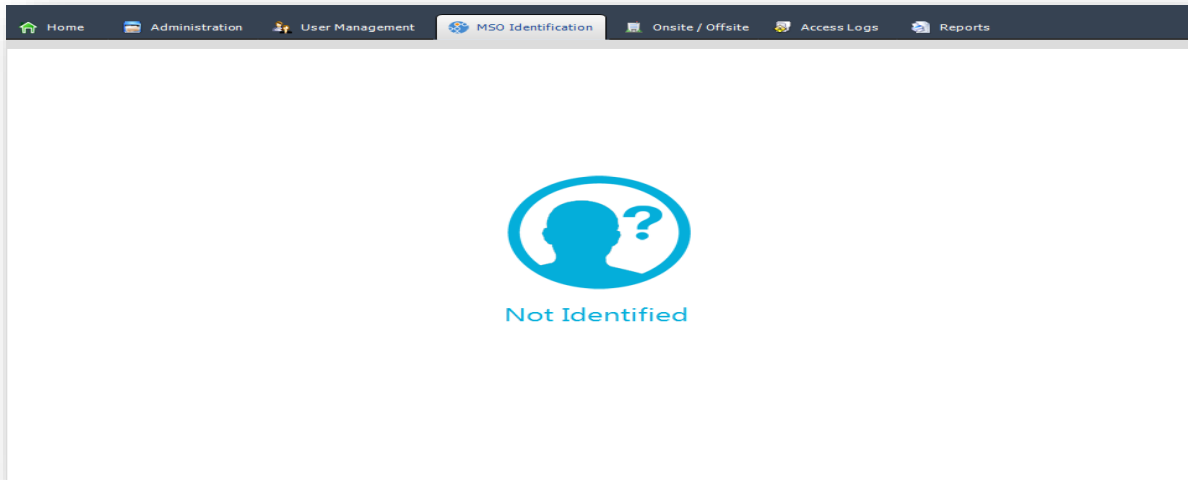 Home Administration User Management MSO Identification Onsite / Offsite Access Logs Reports
?
Not Identified